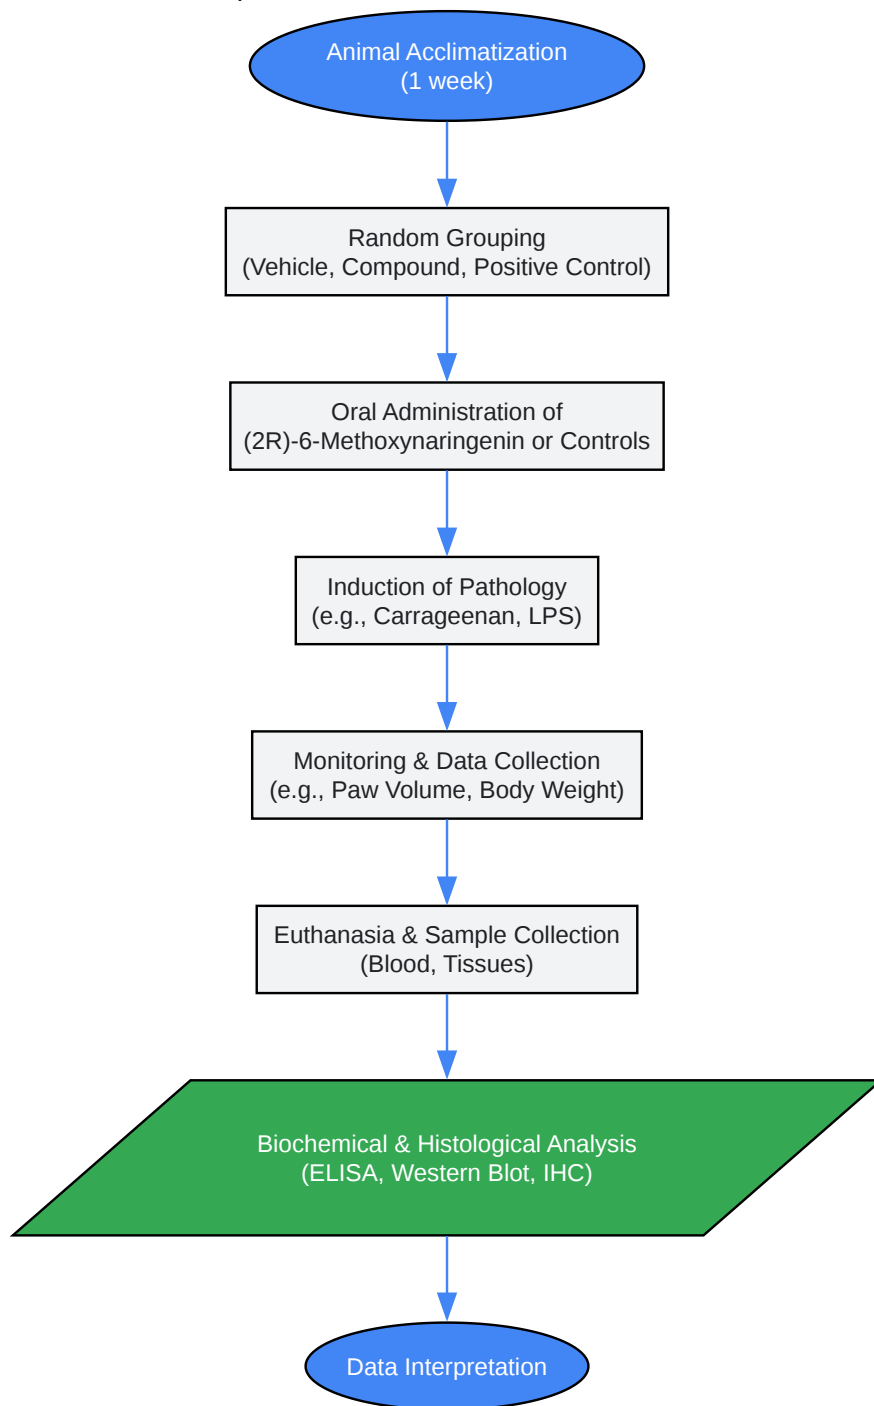 Animal Acclimatization
(1 week)
Random Grouping
(Vehicle, Compound, Positive Control)
Oral Administration of
(2R)-6-Methoxynaringenin or Controls
Induction of Pathology
(e.g., Carrageenan, LPS)
Monitoring & Data Collection
(e.g., Paw Volume, Body Weight)
Euthanasia & Sample Collection
(Blood, Tissues)
Biochemical & Histological Analysis
(ELISA, Western Blot, IHC)
Data Interpretation